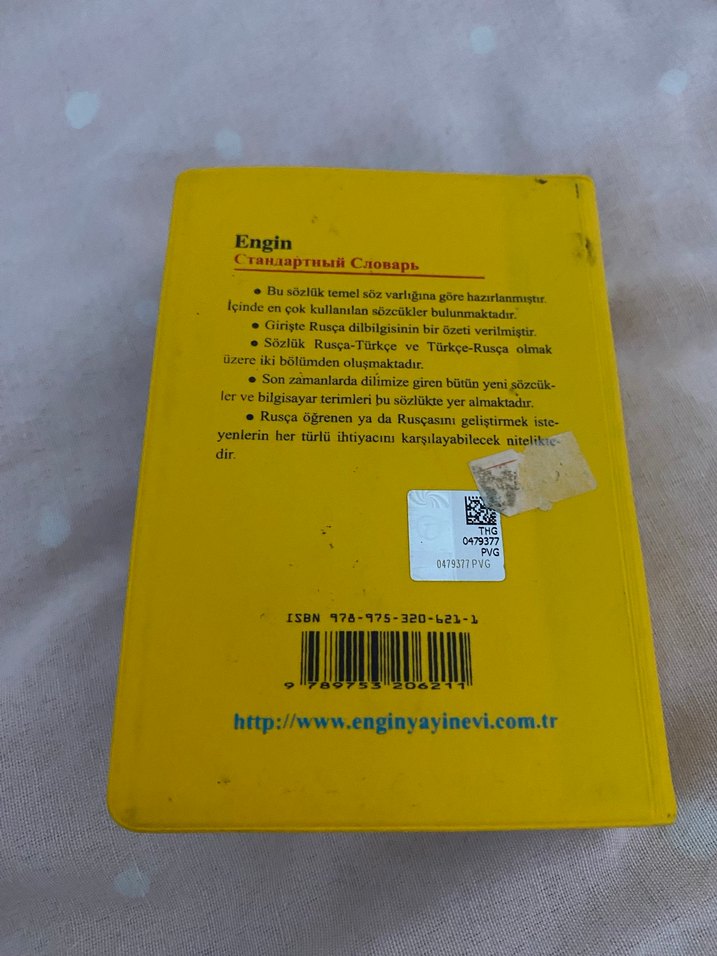 Engin
Стандартный Словарь
● Bu sözlük temel söz varlığına göre hazırlanmıştır.
İçinde en çok kullanılan sözcükler bulunmaktadır.
● Girişte Rusça dilbilgisinin bir özeti verilmiştir.
● Sözlük Rusça-Türkçe ve Türkçe-Rusça olmak
üzere iki bölümden oluşmaktadır.
● Son zamanlarda dilimize giren bütün yeni sözcük-
ler ve bilgisayar terimleri bu sözlükte yer almaktadır.
● Rusça öğrenen ya da Rusçasını geliştirmek iste-
yenlerin her türlü ihtiyacını karşılayabilecek nitelikte-
dir.
THG
0479377
PVG
0479377PVG
ISBN 978-975-320-621-1
9 789753 206211
http://www.enginyayinevi.com.tr